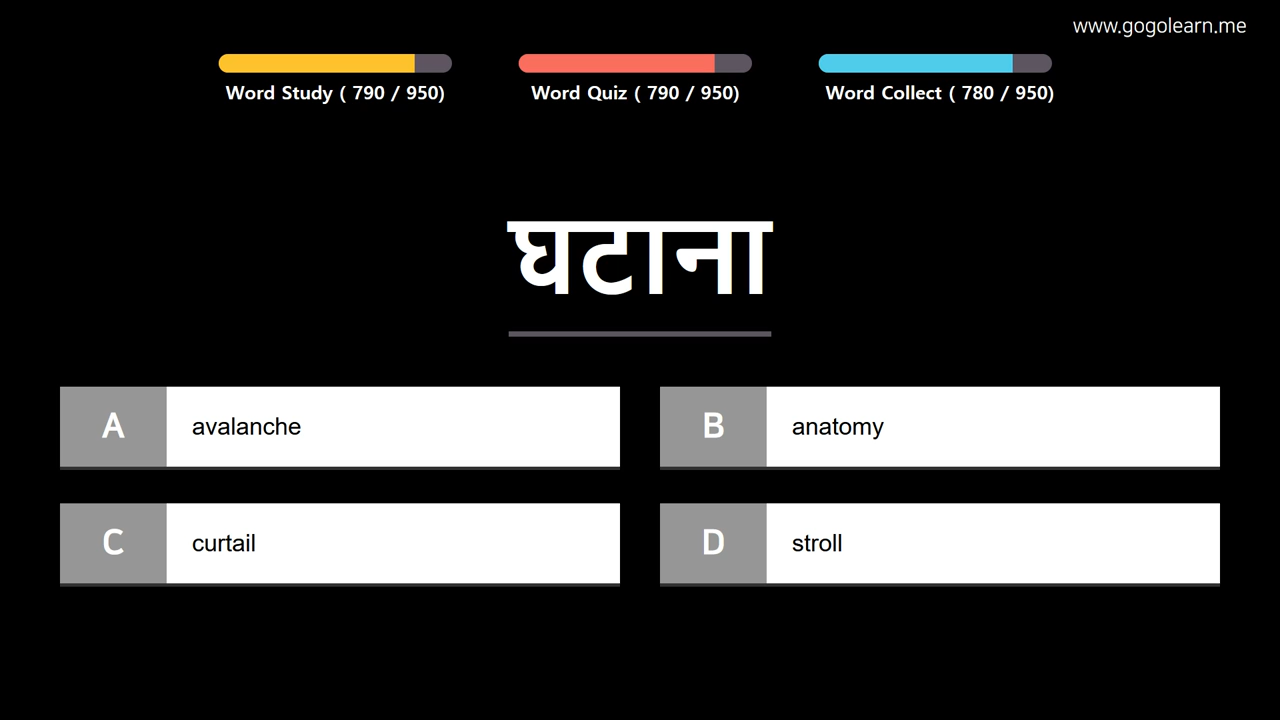 www.gogolearn.me
Word Study ( 790 / 950)
Word Quiz ( 790 / 950)
Word Collect ( 780 / 950)
घटाना
A avalanche
B anatomy
C curtail
D stroll